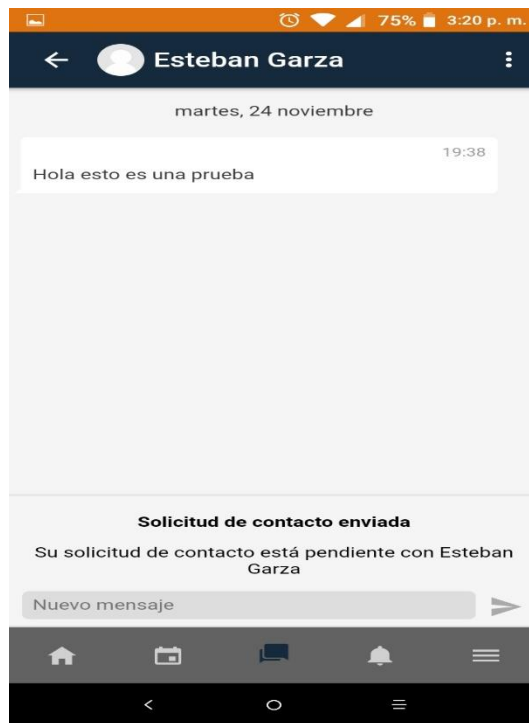 75% 3:20 p. m.
Esteban Garza
martes, 24 noviembre
19:38
Hola esto es una prueba
Solicitud de contacto enviada
Su solicitud de contacto está pendiente con Esteban
Garza
Nuevo mensaje